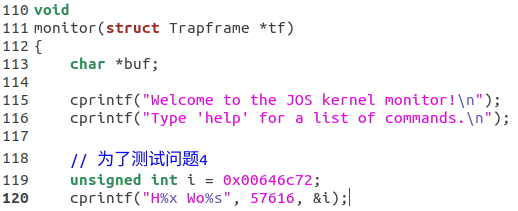 110 void
111 monitor(struct Trapframe *tf)
112 {
113     char *buf;
114
115     cprintf("Welcome to the JOS kernel monitor!\n");
116     cprintf("Type 'help' for a list of commands.\n");
117
118     // 为了测试问题4
119     unsigned int i = 0x00646c72;
120     cprintf("H%x Wo%s", 57616, &i);